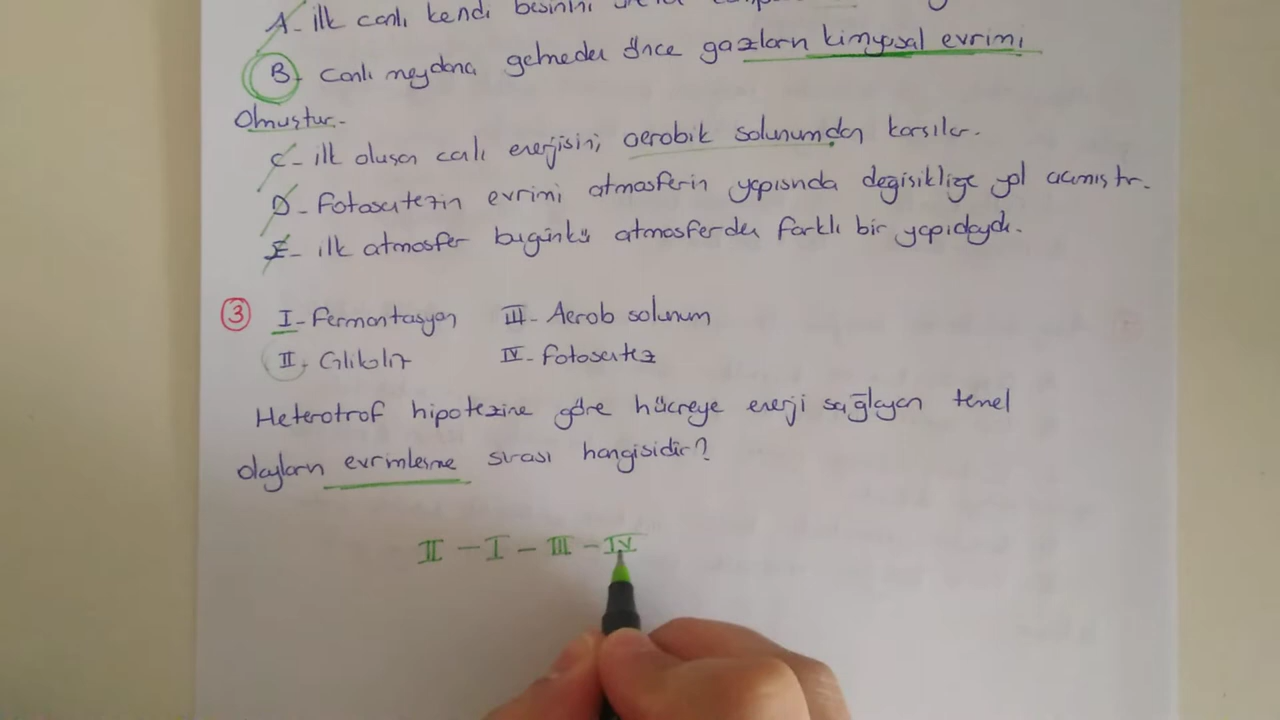 A- ilk canlı kendi besinini
B- Canlı meydana gelmeden önce gazların kimyasal evrimi
Olmuştur.
C- ilk oluşan canlı enerjisini aerobik solunumdan karşılar.
D- Fotosentezin evrimi atmosferin yapısında değişikliğe yol açmıştır.
E- ilk atmosfer bugünkü atmosferden farklı bir yapıdaydı.
3 I- Fermantasyon III- Aerob solunum
II- Glikoliz IV- fotosentez
Heterotrof hipotezine göre hücreye enerji sağlayan temel
olayların evrimleşme sırası hangisidir?
II - I - III - IV